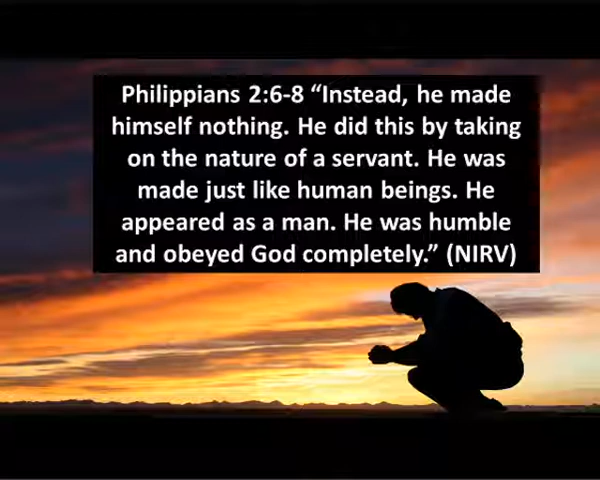 Philippians 2:6-8 “Instead, he made
himself nothing. He did this by taking
on the nature of a servant. He was
made just like human beings. He
appeared as a man. He was humble
and obeyed God completely.” (NIRV)